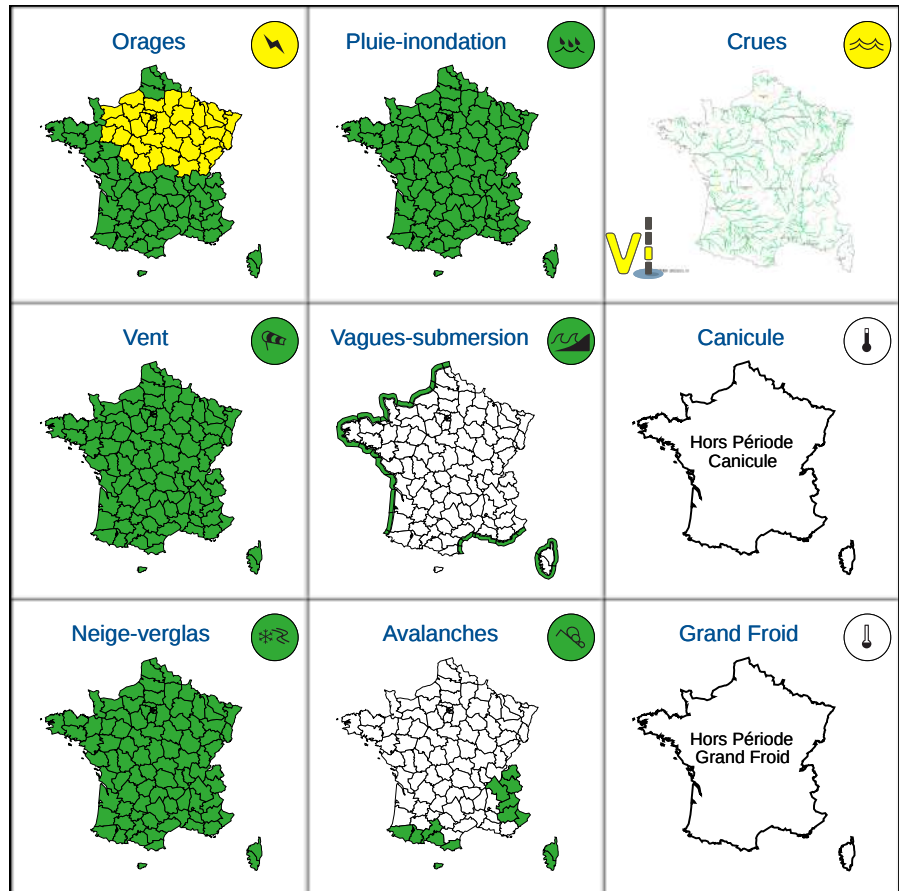 Orages
Pluie-inondation
Crues
Vi
Vent
Vagues-submersion
Canicule
Hors Période
Canicule
Neige-verglas
Avalanches
Grand Froid
Hors Période
Grand Froid